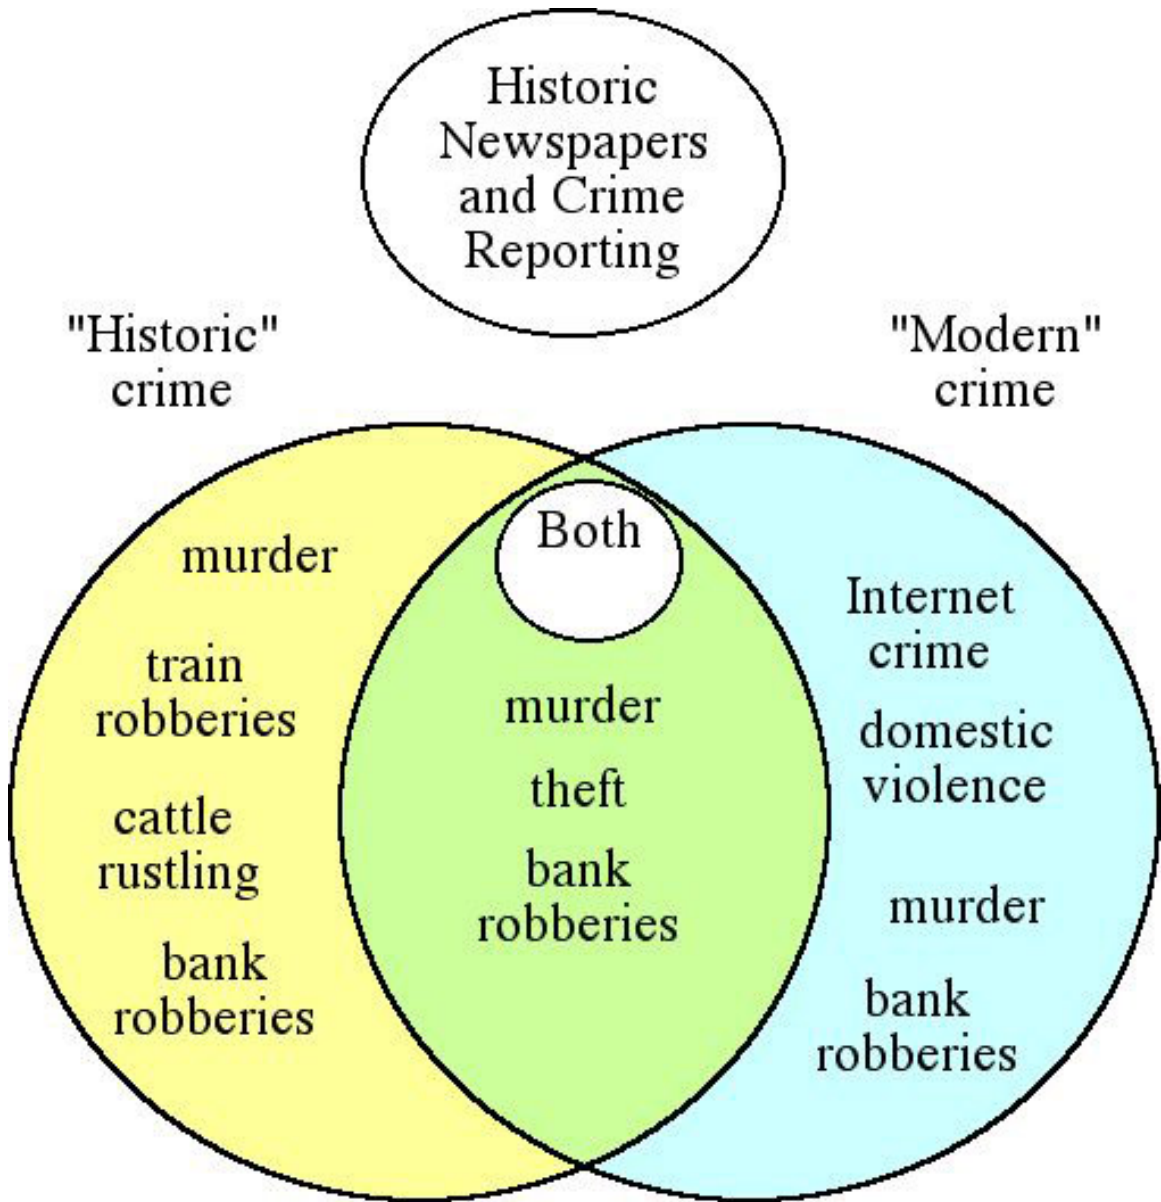 Historic
Newspapers
and Crime
Reporting
"Historic"
crime
"Modern"
crime
murder
train
robberies
cattle
rustling
bank
robberies
Both
murder
theft
bank
robberies
Internet
crime
domestic
violence
murder
bank
robberies